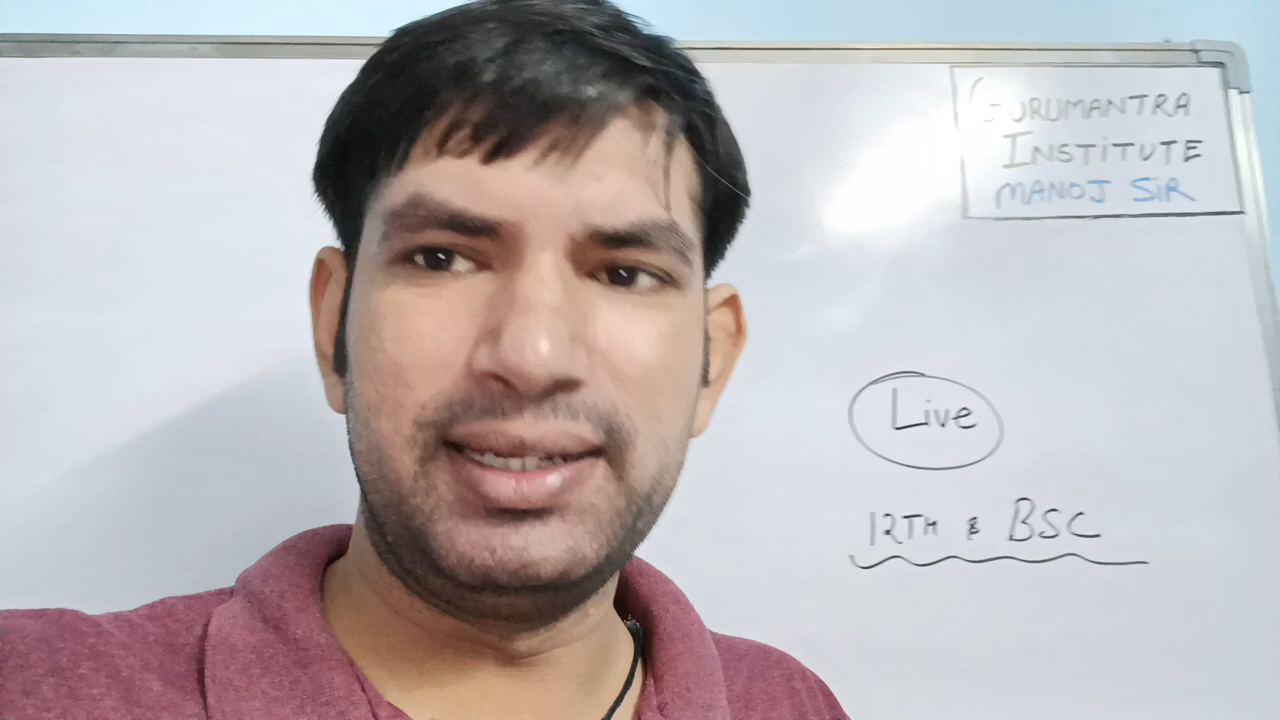 GURUMANTRA
INSTITUTE
MANOJ SIR
Live
12TH & BSC